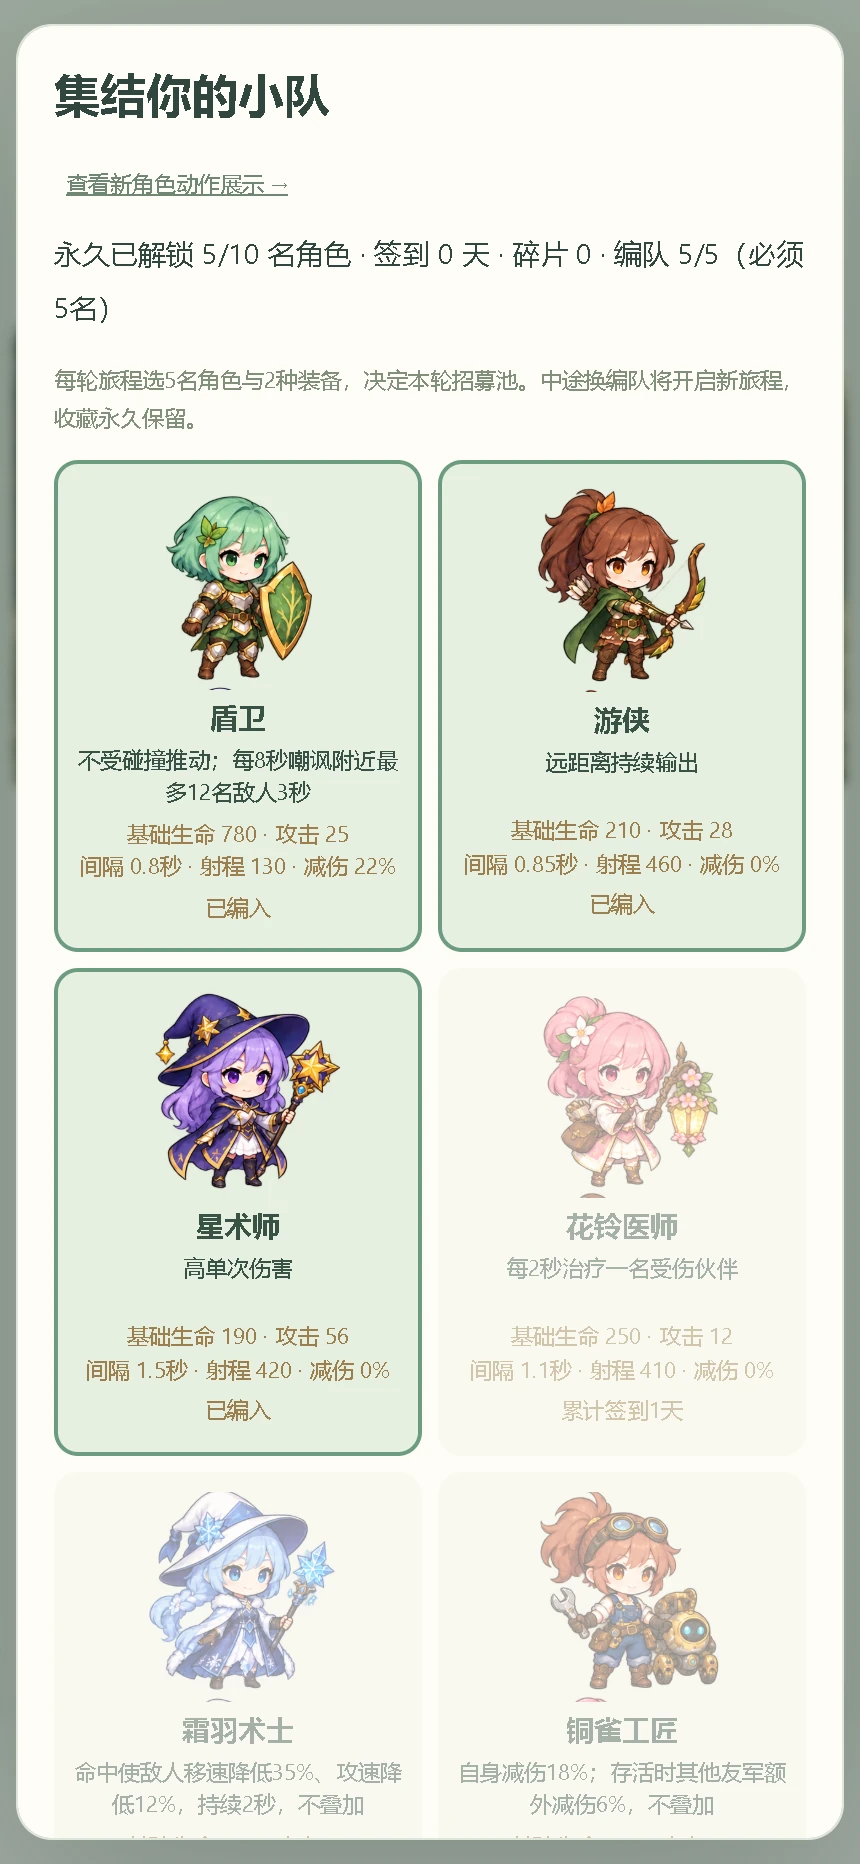 集结你的小队
查看新角色动作展示 →
永久已解锁 5/10 名角色 · 签到 0 天 · 碎片 0 · 编队 5/5（必须
5名）
每轮旅程选5名角色与2种装备，决定本轮招募池。中途换编队将开启新旅程，
收藏永久保留。
盾卫
不受碰撞推动；每8秒嘲讽附近最
多12名敌人3秒
基础生命 780 · 攻击 25
间隔 0.8秒 · 射程 130 · 减伤 22%
已编入
游侠
远距离持续输出
基础生命 210 · 攻击 28
间隔 0.85秒 · 射程 460 · 减伤 0%
已编入
星术师
高单次伤害
基础生命 190 · 攻击 56
间隔 1.5秒 · 射程 420 · 减伤 0%
已编入
花铃医师
每2秒治疗一名受伤伙伴
基础生命 250 · 攻击 12
间隔 1.1秒 · 射程 410 · 减伤 0%
累计签到1天
霜羽术士
命中使敌人移速降低35%、攻速降
低12%，持续2秒，不叠加
铜雀工匠
自身减伤18%；存活时其他友军额
外减伤6%，不叠加